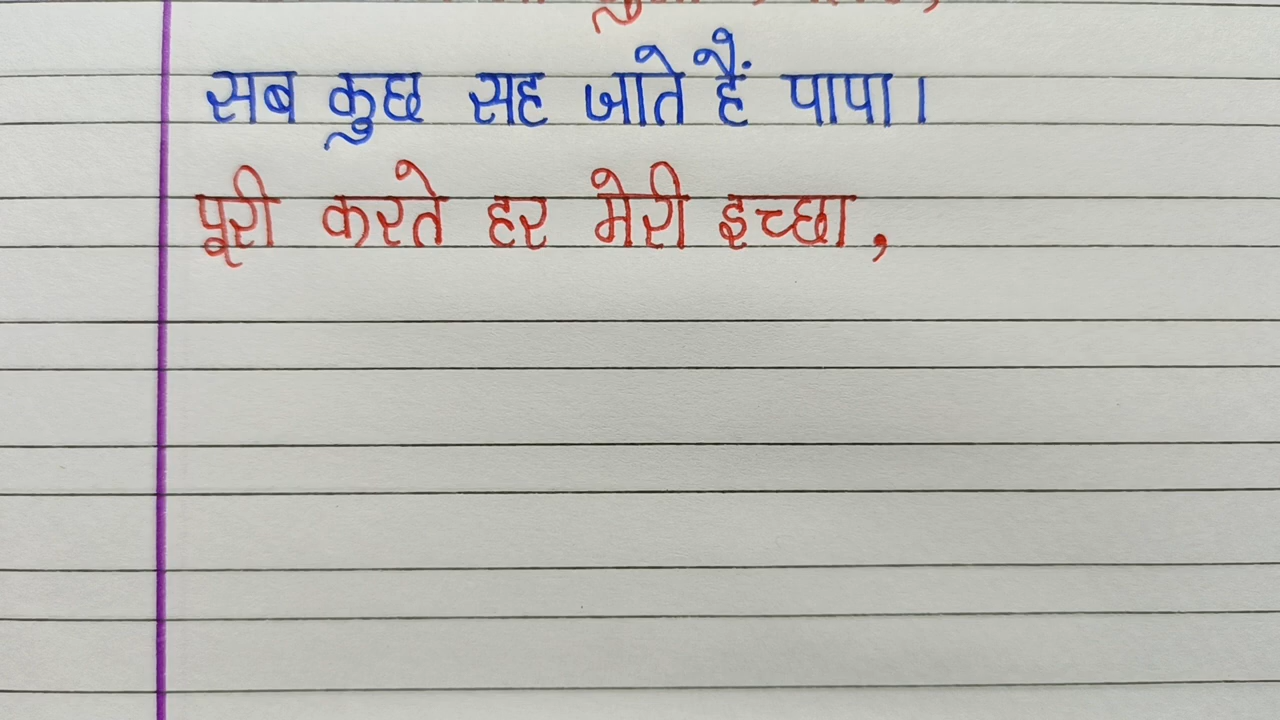 सब कुछ सह जाते हैं पापा।
पूरी करते हर मेरी इच्छा,